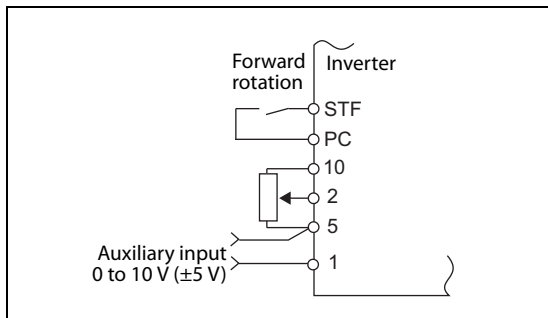 Forward
rotation
Inverter
STF
PC
10
2
5
Auxiliary input
0 to 10 V (±5 V)
1